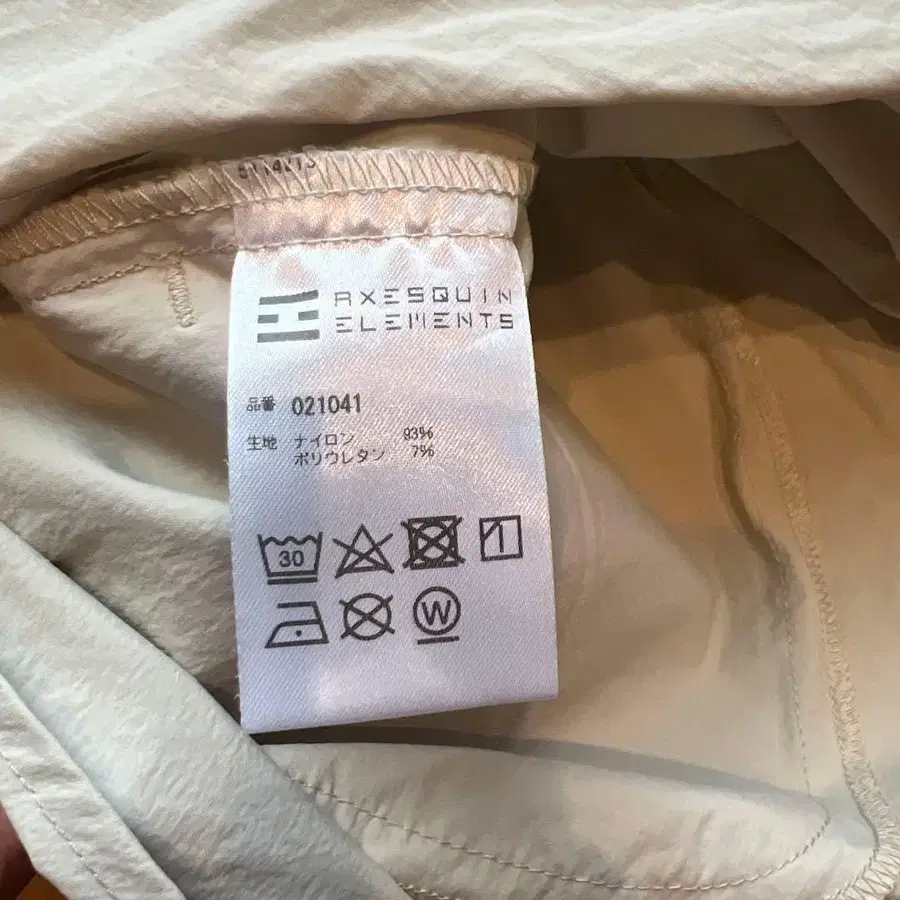 AXESQUIN
ELEMENTS
品番 021041
生地 ナイロン 93%
ポリウレタン 7%
30
W